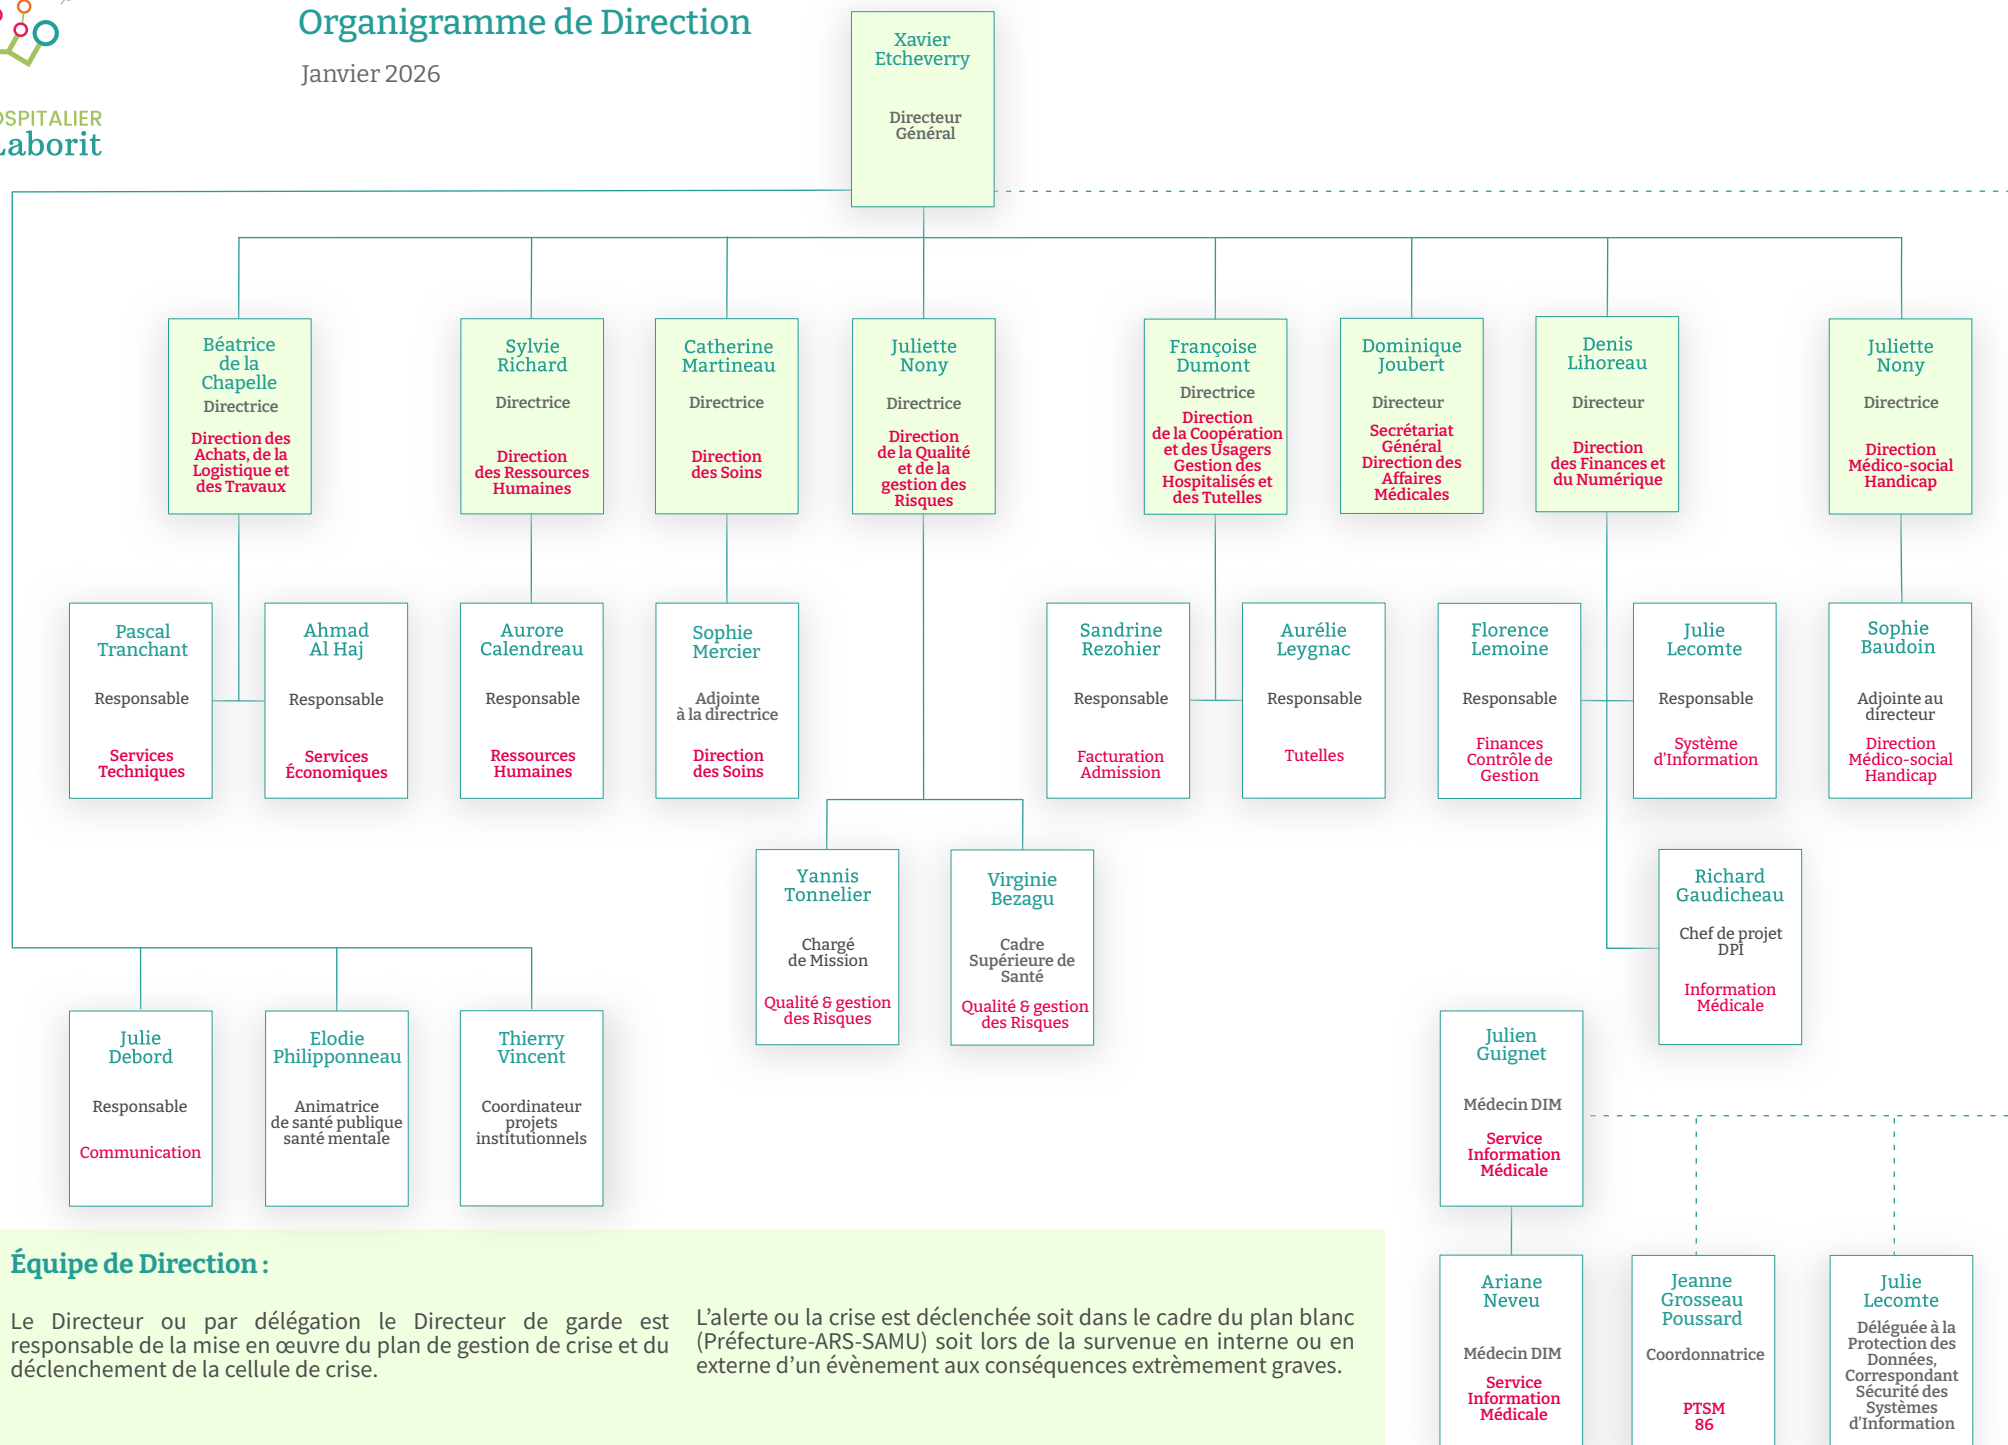 Organigramme de Direction
Janvier 2026
Laborit
Xavier
Etcheverry
Directeur
Général
Béatrice
de la
Chapelle
Directrice
Direction des
Achats, de la
Logistique et
des Travaux
Sylvie
Richard
Directrice
Direction
des Ressources
Humaines
Catherine
Martineau
Directrice
Direction
des Soins
Juliette
Nony
Directrice
Direction
de la Qualité
et de la
gestion des
Risques
Françoise
Dumont
Directrice
Direction
de la Coopération
et des Usagers
Gestion des
Hospitalisés et
des Tutelles
Dominique
Joubert
Directeur
Secrétariat
Général
Direction des
Affaires
Médicales
Denis
Lihoreau
Directeur
Direction
des Finances et
du Numérique
Juliette
Nony
Directrice
Direction
Médico-social
Handicap
Pascal
Tranchant
Responsable
Services
Techniques
Ahmad
Al Haj
Responsable
Services
Économiques
Aurore
Calendreau
Responsable
Ressources
Humaines
Sophie
Mercier
Adjointe
à la directrice
Direction
des Soins
Sandrine
Rezohier
Responsable
Facturation
Admission
Aurélie
Leygnac
Responsable
Tutelles
Florence
Lemoine
Responsable
Finances
Contrôle de
Gestion
Julie
Lecomte
Responsable
Système
d’Information
Sophie
Baudoin
Adjointe au
directeur
Direction
Médico-social
Handicap
Yannis
Tonnelier
Chargé
de Mission
Qualité & gestion
des Risques
Virginie
Bezagu
Cadre
Supérieure de
Santé
Qualité & gestion
des Risques
Richard
Gaudicheau
Chef de projet
DPI
Information
Médicale
Julie
Debord
Responsable
Communication
Elodie
Philipponneau
Animatrice
de santé publique
santé mentale
Thierry
Vincent
Coordinateur
projets
institutionnels
Julien
Guignet
Médecin DIM
Service
Information
Médicale
Ariane
Neveu
Médecin DIM
Service
Information
Médicale
Jeanne
Grosseau
Poussard
Coordonnatrice
PTSM
86
Julie
Lecomte
Déléguée à la
Protection des
Données,
Correspondant
Sécurité des
Systèmes
d’Information
Équipe de Direction :
Le Directeur ou par délégation le Directeur de garde est
responsable de la mise en œuvre du plan de gestion de crise et du
déclenchement de la cellule de crise.
L’alerte ou la crise est déclenchée soit dans le cadre du plan blanc
(Préfecture-ARS-SAMU) soit lors de la survenue en interne ou en
externe d’un évènement aux conséquences extrèmement graves.